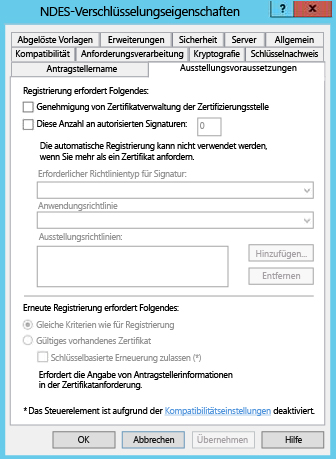 NDES-Verschlüsselungseigenschaften ? x
Abgelöste Vorlagen Erweiterungen Sicherheit Server Allgemein
Kompatibilität Anforderungsverarbeitung Kryptografie Schlüsselnachweis
Antragstellername Ausstellungsvoraussetzungen
Registrierung erfordert Folgendes:
Genehmigung von Zertifikatverwaltung der Zertifizierungsstelle
Diese Anzahl an autorisierten Signaturen: 0
Die automatische Registrierung kann nicht verwendet werden,
wenn Sie mehr als ein Zertifikat anfordern.
Erforderlicher Richtlinientyp für Signatur:
Anwendungsrichtlinie
Ausstellungsrichtlinien:
Hinzufügen...
Entfernen
Erneute Registrierung erfordert Folgendes:
Gleiche Kriterien wie für Registrierung
Gültiges vorhandenes Zertifikat
Schlüsselbasierte Erneuerung zulassen (*)
Erfordert die Angabe von Antragstellerinformationen
in der Zertifikatanforderung.
* Das Steuerelement ist aufgrund der Kompatibilitätseinstellungen deaktiviert.
OK Abbrechen Übernehmen Hilfe